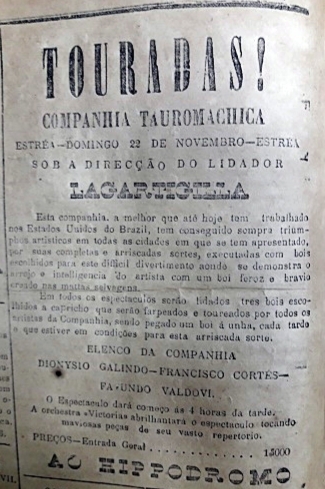 TOURADAS!
COMPANHIA TAUROMACHICA
ESTRÉA—DOMINGO 22 DE NOVEMBRO—ESTRÉA
SOB A DIRECÇÃO DO LIDADOR
LAGARTIGILLA
Esta companhia, a melhor que até hoje tem trabalhado
nos Estados Unidos do Brazil, tem conseguido sempre trium-
phos artisticos em todas as cidades em que se tem apresentado,
por suas completas e arriscadas sortes, executadas com bois
escolhidos para este dificil divertimento aonde se demonstra o
arrojo e intelligencia do artista com um boi feroz e bravio
criado nas mattas selvagens.
Em todos os espectaculos serão lidados tres bois esco-
lhidos a capricho que serão farpeados e toureados por todos os
artistas da Companhia, sendo pegado um boi á unha, cada tarde
o que estiver em condições para esta arriscada sorte.
ELENCO DA COMPANHIA
DIONYSIO GALINDO—FRANCISCO CORTÉS—
FACUNDO VALDOVI.
O Espectaculo dará começo ás 4 horas da tarde.
A orchestra «Victoria» abrilhantará o espectaculo tocando
maviosas peças de seu vasto repertorio.
PREÇOS—Entrada Geral 1$000
AO HIPPODROMO